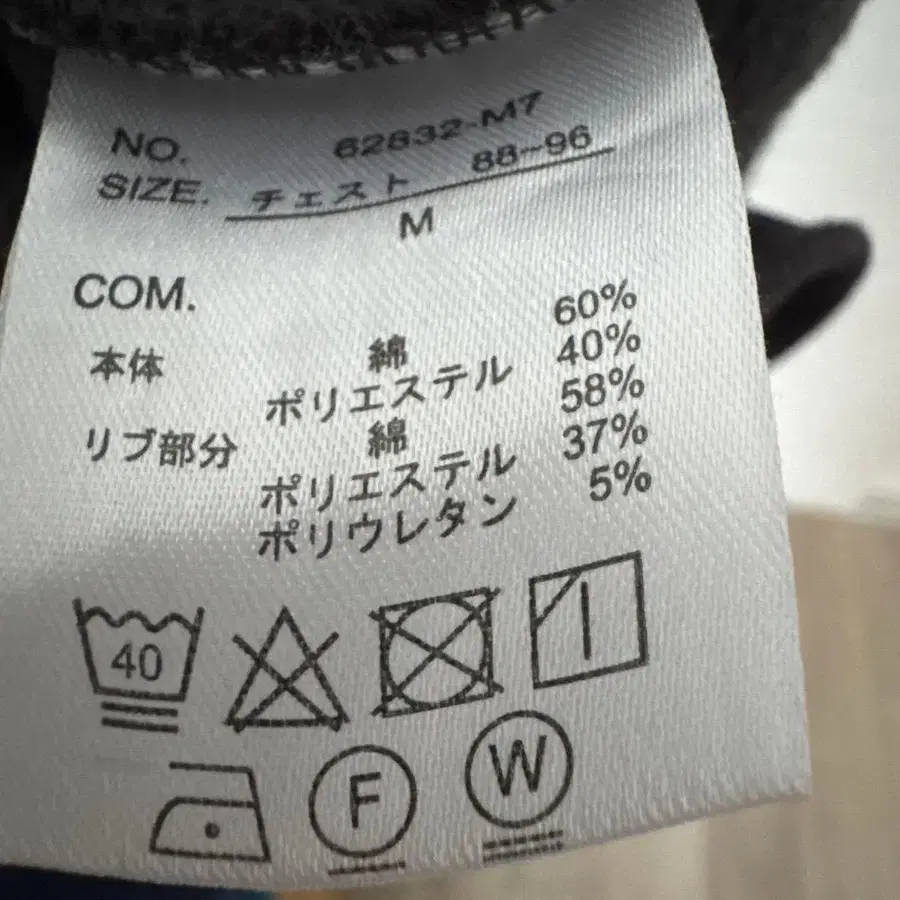 NO. 62832-M7
SIZE. チェスト 88~96
M
COM.
本体 綿 60%
ポリエステル 40%
リブ部分 綿 58%
ポリエステル 37%
ポリウレタン 5%
40
F W